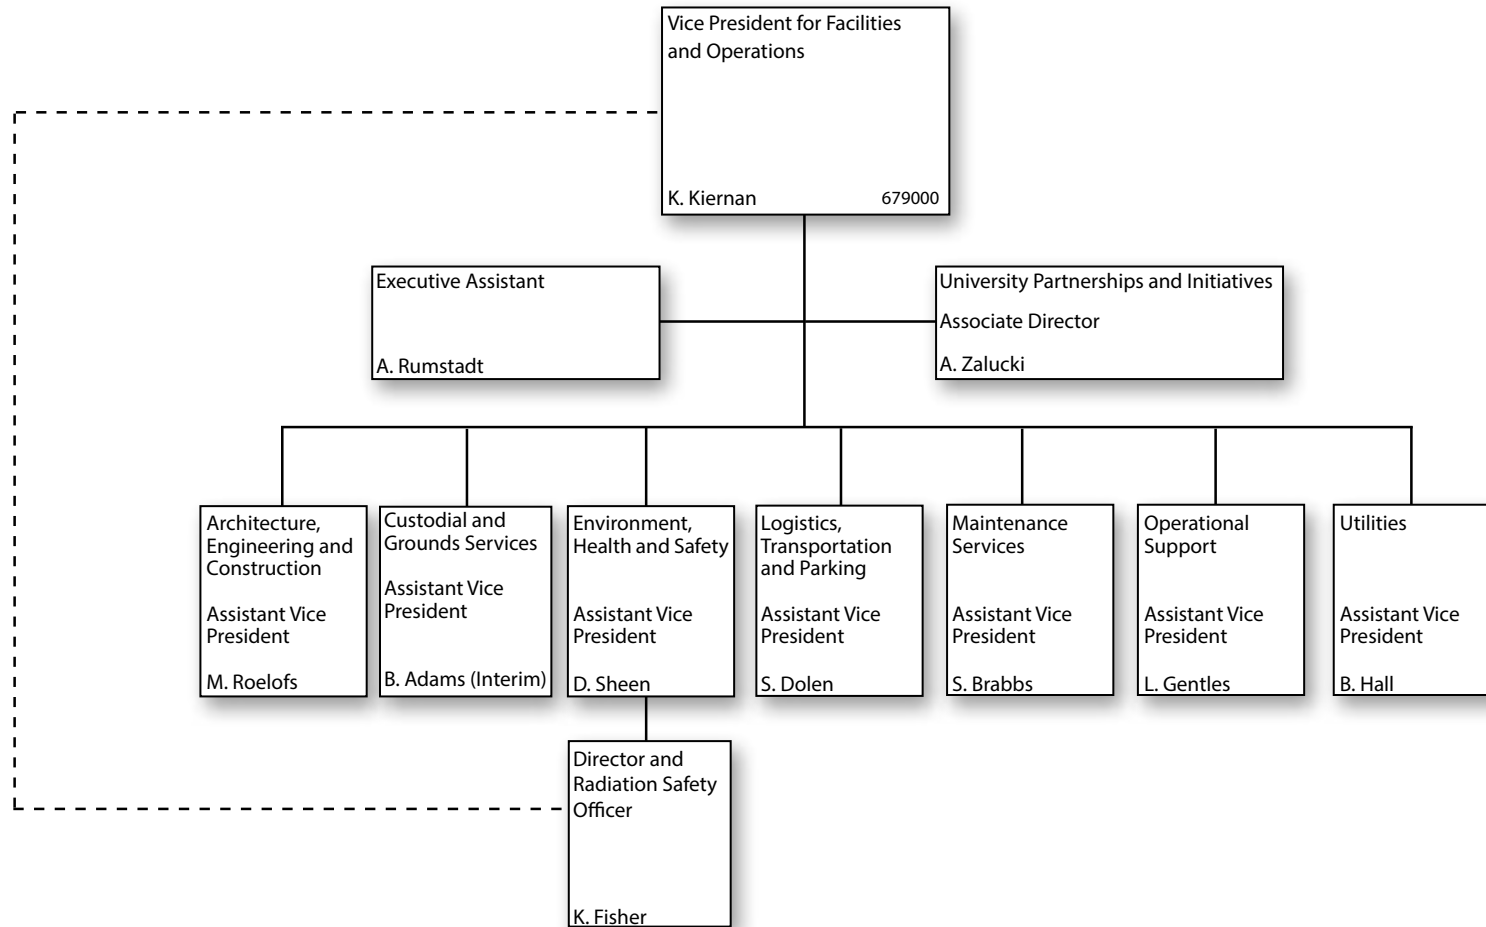 Vice President for Facilities
and Operations
K. Kiernan 679000
Executive Assistant
A. Rumstadt
University Partnerships and Initiatives
Associate Director
A. Zalucki
Architecture,
Engineering and
Construction
Assistant Vice
President
M. Roelofs
Custodial and
Grounds Services
Assistant Vice
President
B. Adams (Interim)
Environment,
Health and Safety
Assistant Vice
President
D. Sheen
Logistics,
Transportation
and Parking
Assistant Vice
President
S. Dolen
Maintenance
Services
Assistant Vice
President
S. Brabbs
Operational
Support
Assistant Vice
President
L. Gentles
Utilities
Assistant Vice
President
B. Hall
Director and
Radiation Safety
Officer
K. Fisher